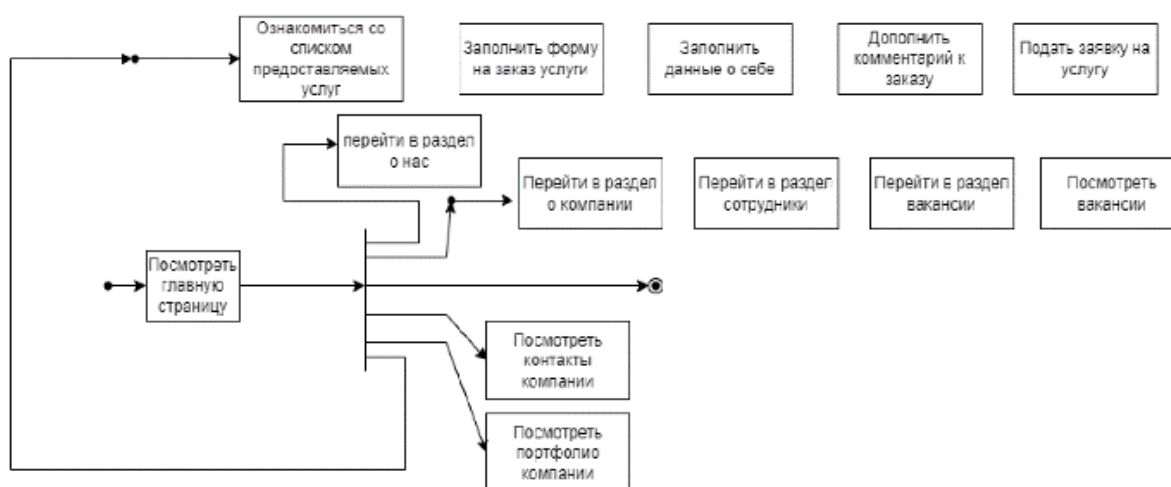 Ознакомиться со
списком
предоставляемых
услуг
Заполнить форму
на заказ услуги
Заполнить
данные о себе
Дополнить
комментарий к
заказу
Подать заявку на
услугу
перейти в раздел
о нас
Перейти в раздел
о компании
Перейти в раздел
сотрудники
Перейти в раздел
вакансии
Посмотреть
вакансии
Посмотреть
главную
страницу
Посмотреть
контакты
компании
Посмотреть
портфолио
компании